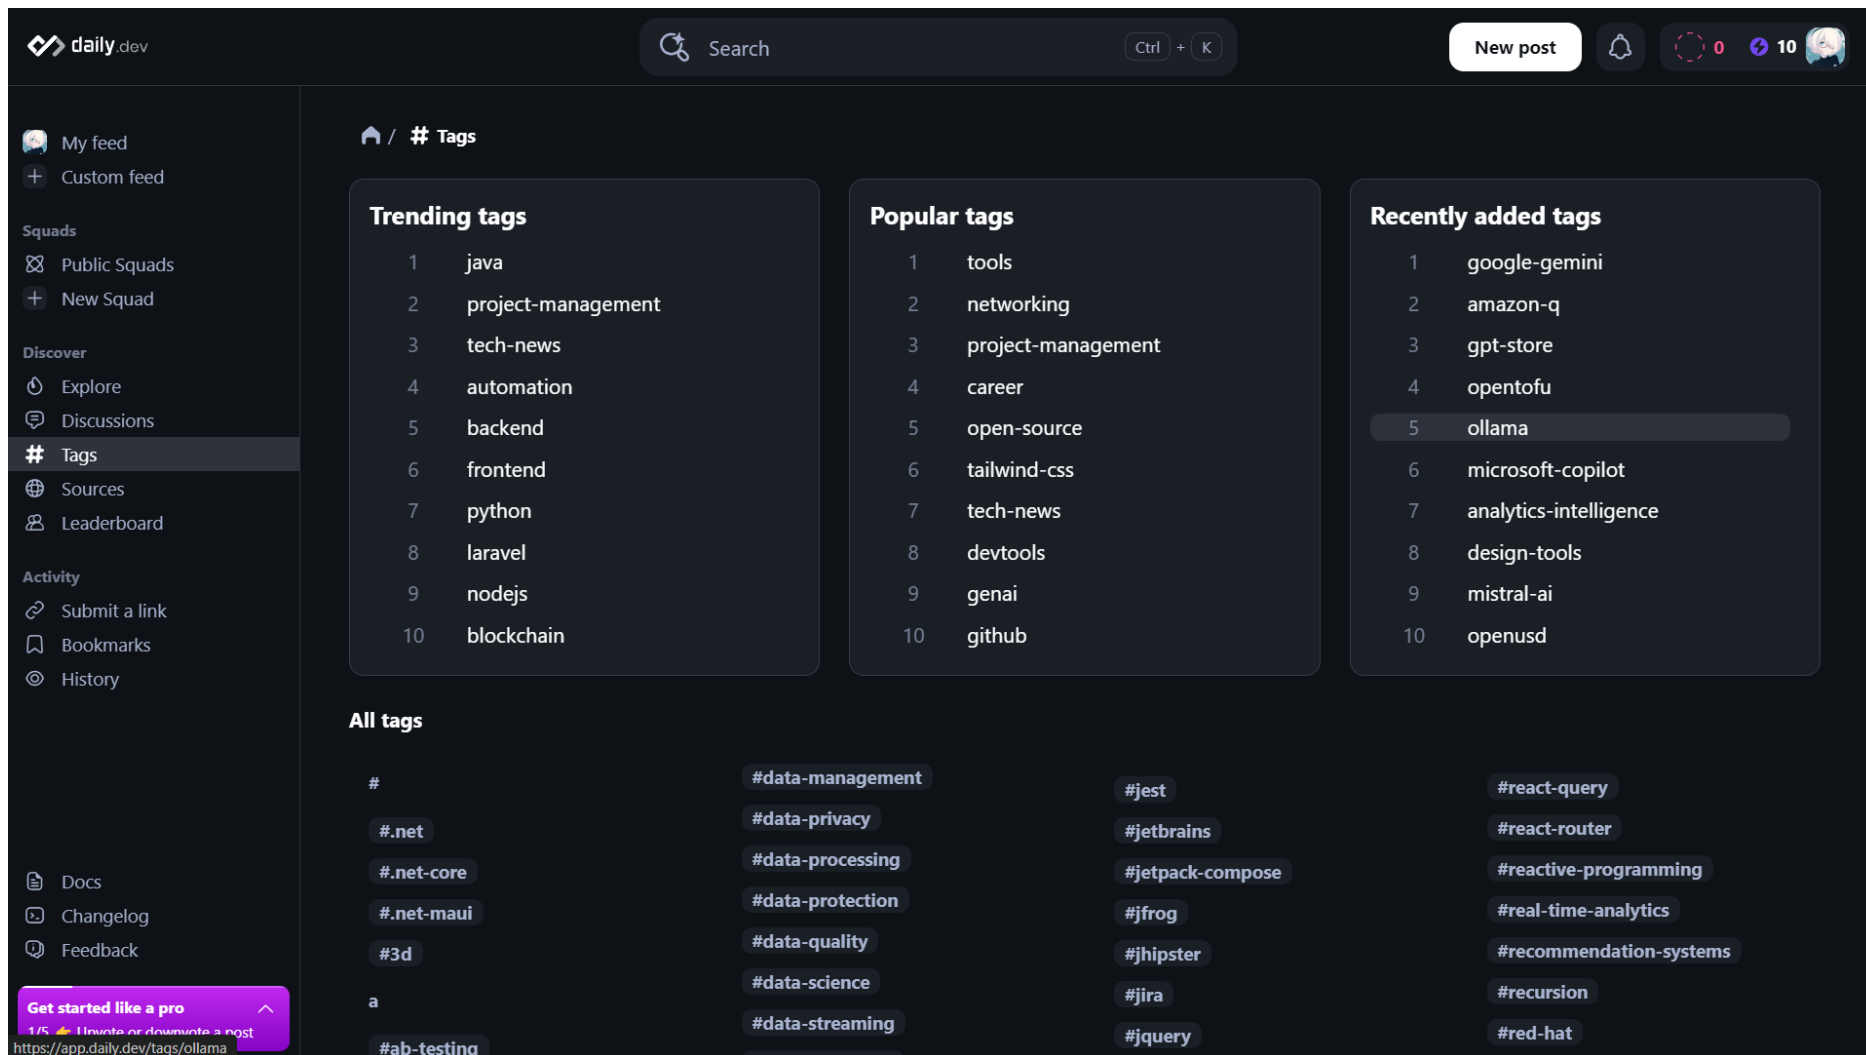 daily.dev
Search
Ctrl + K
New post
0
10
My feed
Custom feed
Squads
Public Squads
New Squad
Discover
Explore
Discussions
Tags
Sources
Leaderboard
Activity
Submit a link
Bookmarks
History
Docs
Changelog
Feedback
Get started like a pro
1/5 👉 Upvote or downvote a post
https://app.daily.dev/tags/ollama
/ # Tags
Trending tags
1 java
2 project-management
3 tech-news
4 automation
5 backend
6 frontend
7 python
8 laravel
9 nodejs
10 blockchain
Popular tags
1 tools
2 networking
3 project-management
4 career
5 open-source
6 tailwind-css
7 tech-news
8 devtools
9 genai
10 github
Recently added tags
1 google-gemini
2 amazon-q
3 gpt-store
4 opentofu
5 ollama
6 microsoft-copilot
7 analytics-intelligence
8 design-tools
9 mistral-ai
10 openusd
All tags
#
#.net
#.net-core
#.net-maui
#3d
a
#ab-testing
#data-management
#data-privacy
#data-processing
#data-protection
#data-quality
#data-science
#data-streaming
#jest
#jetbrains
#jetpack-compose
#jfrog
#jhipster
#jira
#jquery
#react-query
#react-router
#reactive-programming
#real-time-analytics
#recommendation-systems
#recursion
#red-hat